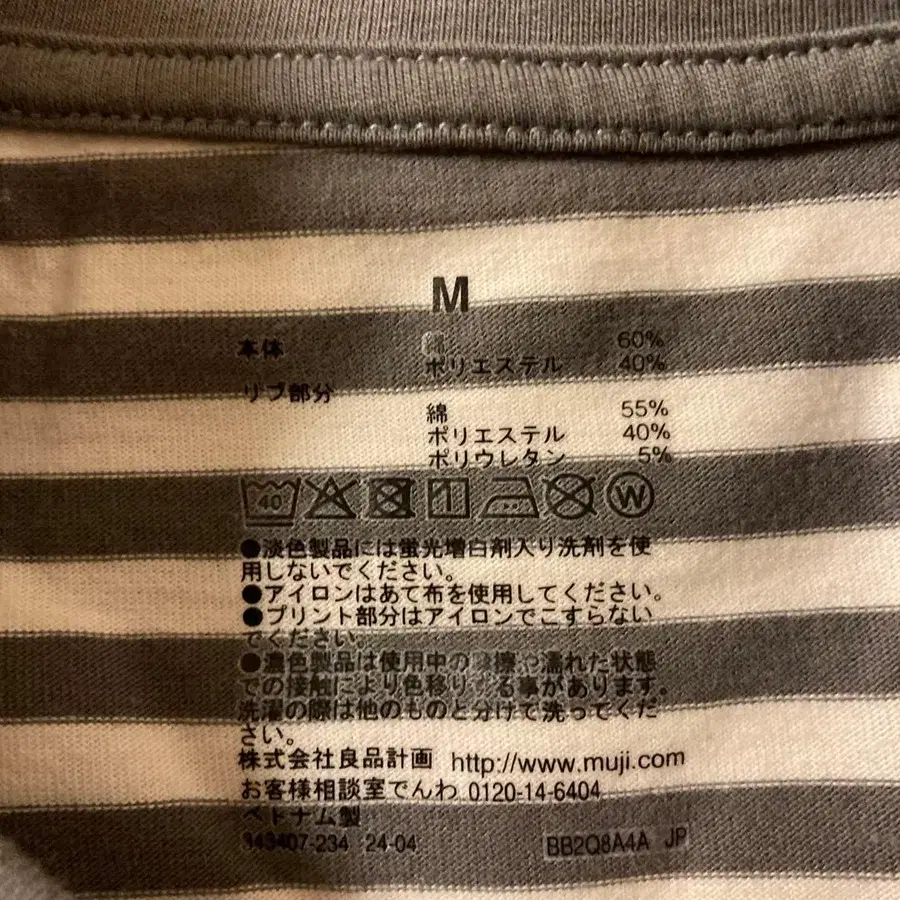 M
本体 綿 60%
ポリエステル 40%
リブ部分
綿 55%
ポリエステル 40%
ポリウレタン 5%
40 W
●淡色製品には蛍光増白剤入り洗剤を使
用しないでください。
●アイロンはあて布を使用してください。
●プリント部分はアイロンでこすらない
でください。
●濃色製品は使用中の摩擦や濡れた状態
での接触により色移りする事があります。
洗濯の際は他のものと分けて洗ってくだ
さい。
株式会社良品計画 http://www.muji.com
お客様相談室でんわ 0120-14-6404
ベトナム製
343407-234 24-04 BB2Q8A4A JP